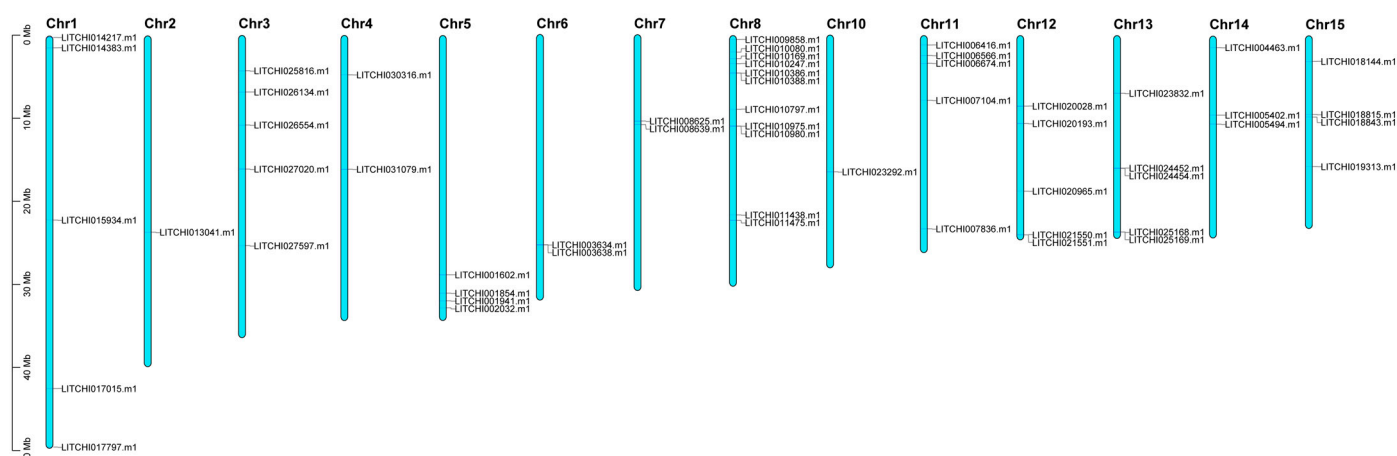 Chr1
Chr2
Chr3
Chr4
Chr5
Chr6
Chr7
Chr8
Chr10
Chr11
Chr12
Chr13
Chr14
Chr15
0 Mb
10 Mb
20 Mb
30 Mb
40 Mb
0 Mb
LITCHI014217.m1
LITCHI014383.m1
LITCHI015934.m1
LITCHI017015.m1
LITCHI017797.m1
LITCHI013041.m1
LITCHI025816.m1
LITCHI026134.m1
LITCHI026554.m1
LITCHI027020.m1
LITCHI027597.m1
LITCHI030316.m1
LITCHI031079.m1
LITCHI001602.m1
LITCHI001854.m1
LITCHI001941.m1
LITCHI002032.m1
LITCHI003634.m1
LITCHI003638.m1
LITCHI008625.m1
LITCHI008639.m1
LITCHI009858.m1
LITCHI010080.m1
LITCHI010169.m1
LITCHI010247.m1
LITCHI010386.m1
LITCHI010388.m1
LITCHI010797.m1
LITCHI010975.m1
LITCHI010980.m1
LITCHI011438.m1
LITCHI011475.m1
LITCHI023292.m1
LITCHI006416.m1
LITCHI006566.m1
LITCHI006674.m1
LITCHI007104.m1
LITCHI007836.m1
LITCHI020028.m1
LITCHI020193.m1
LITCHI020965.m1
LITCHI021550.m1
LITCHI021551.m1
LITCHI023832.m1
LITCHI024452.m1
LITCHI024454.m1
LITCHI025168.m1
LITCHI025169.m1
LITCHI004463.m1
LITCHI005402.m1
LITCHI005494.m1
LITCHI018144.m1
LITCHI018815.m1
LITCHI018843.m1
LITCHI019313.m1